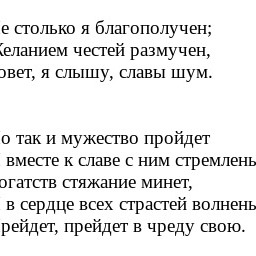 е столько я благополучен;
Желанием честей размучен,
овет, я слышу, славы шум.
о так и мужество пройдет
вместе к славе с ним стремлень
огатств стяжание минет,
в сердце всех страстей волнень
рейдет, прейдет в чреду свою.